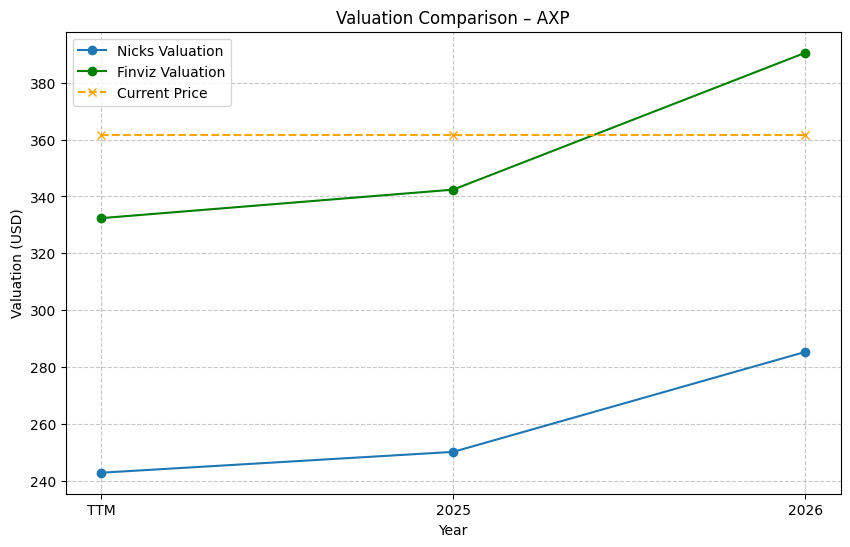 Valuation Comparison – AXP
Nicks Valuation
Finviz Valuation
Current Price
Valuation (USD)
380
360
340
320
300
280
260
240
TTM
2025
2026
Year